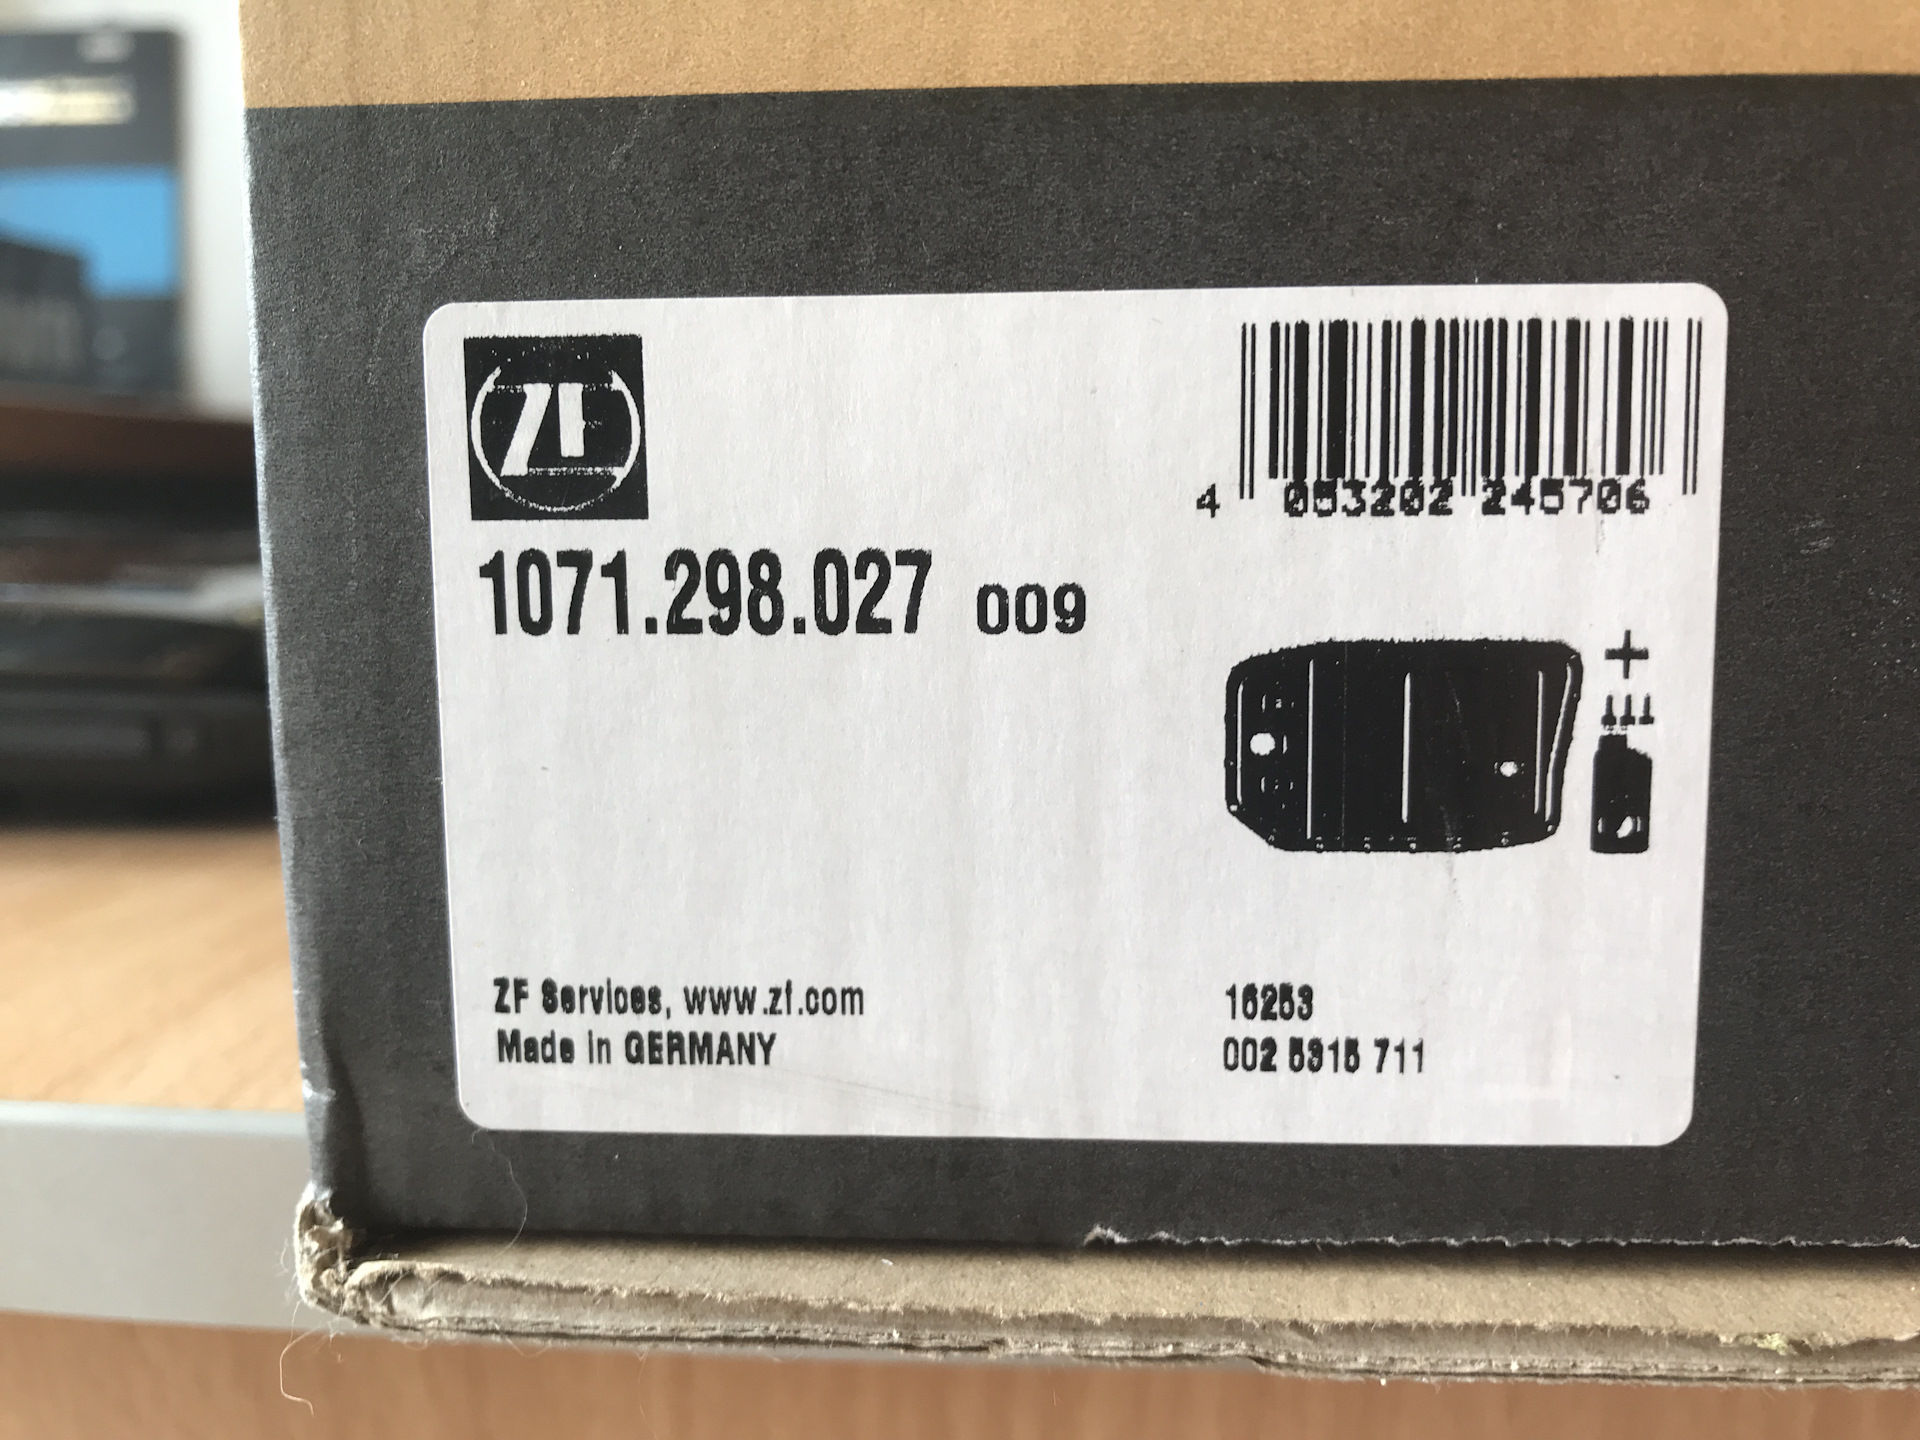 ZF
4 053202 245706
1071.298.027 009
ZF Services, www.zf.com
Made in GERMANY
16253
002 5315 711